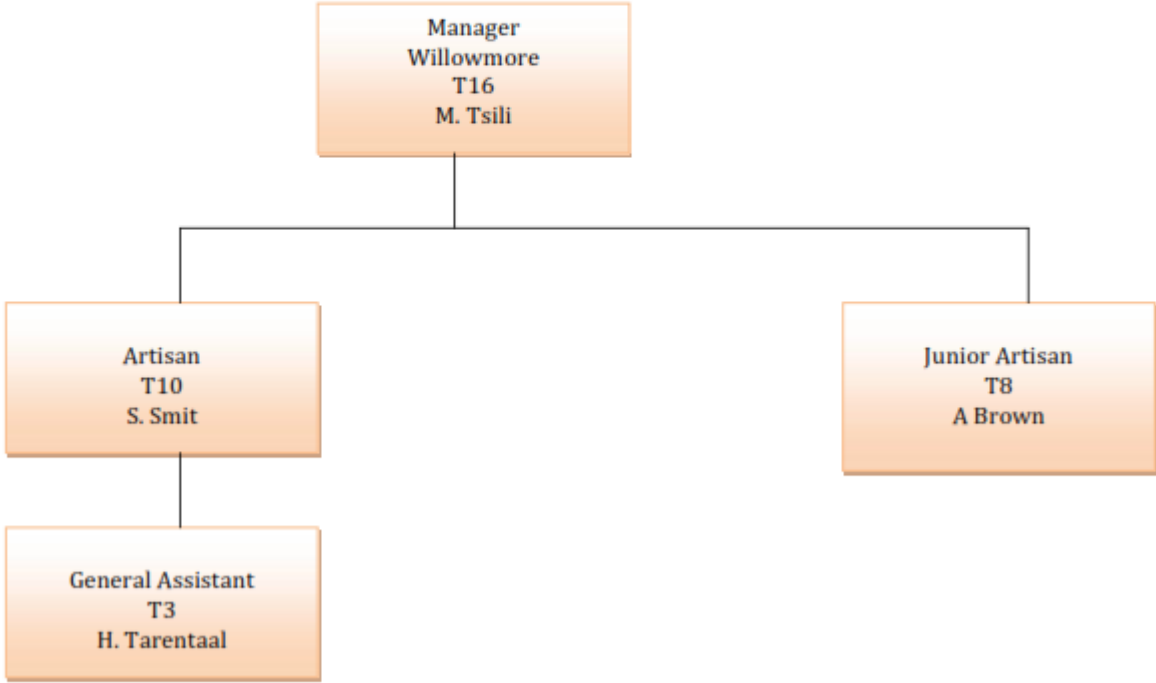 Manager
Willowmore
T16
M. Tsili
Artisan
T10
S. Smit
Junior Artisan
T8
A Brown
General Assistant
T3
H. Tarentaal